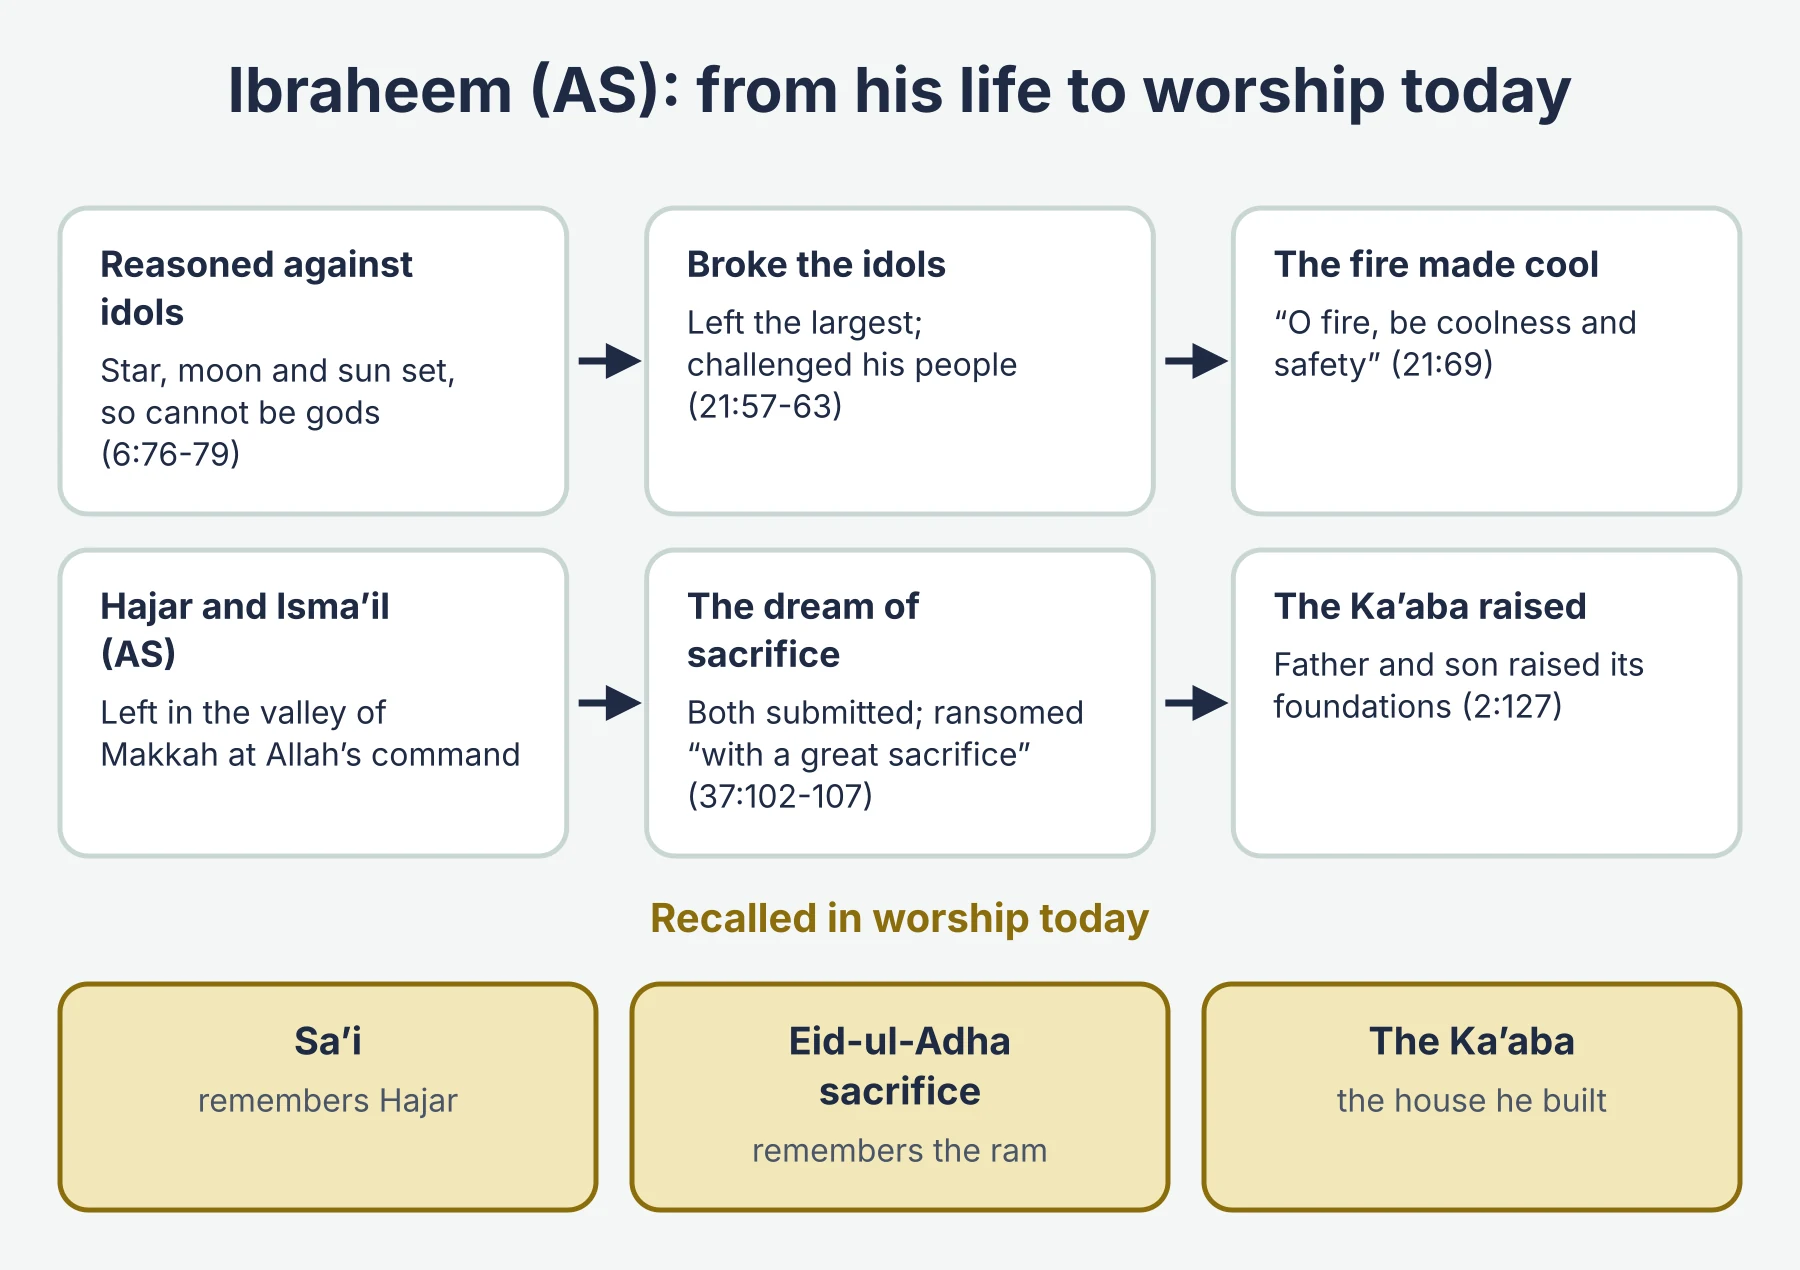 Ibraheem (AS): from his life to worship today
Reasoned against
idols
Star, moon and sun set,
so cannot be gods
(6:76-79)
Broke the idols
Left the largest;
challenged his people
(21:57-63)
The fire made cool
“O fire, be coolness and
safety” (21:69)
Hajar and Isma’il
(AS)
Left in the valley of
Makkah at Allah’s command
The dream of
sacrifice
Both submitted; ransomed
“with a great sacrifice”
(37:102-107)
The Ka’aba raised
Father and son raised its
foundations (2:127)
Recalled in worship today
Sa’i
remembers Hajar
Eid-ul-Adha
sacrifice
remembers the ram
The Ka’aba
the house he built